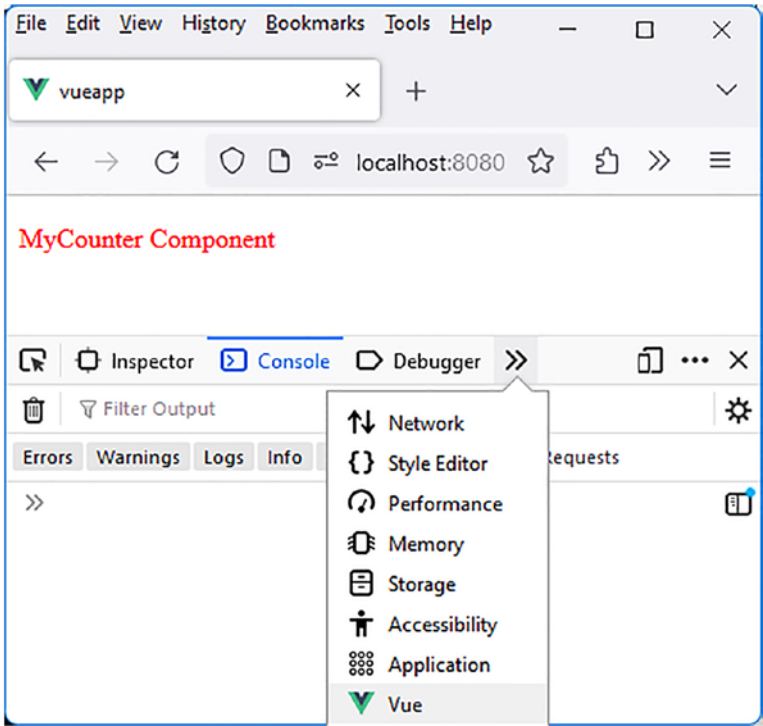 File Edit View History Bookmarks Tools Help
vueapp
localhost:8080
MyCounter Component
Inspector Console Debugger
Filter Output
Errors Warnings Logs Info
Network
Style Editor
Performance
Memory
Storage
Accessibility
Application
Vue